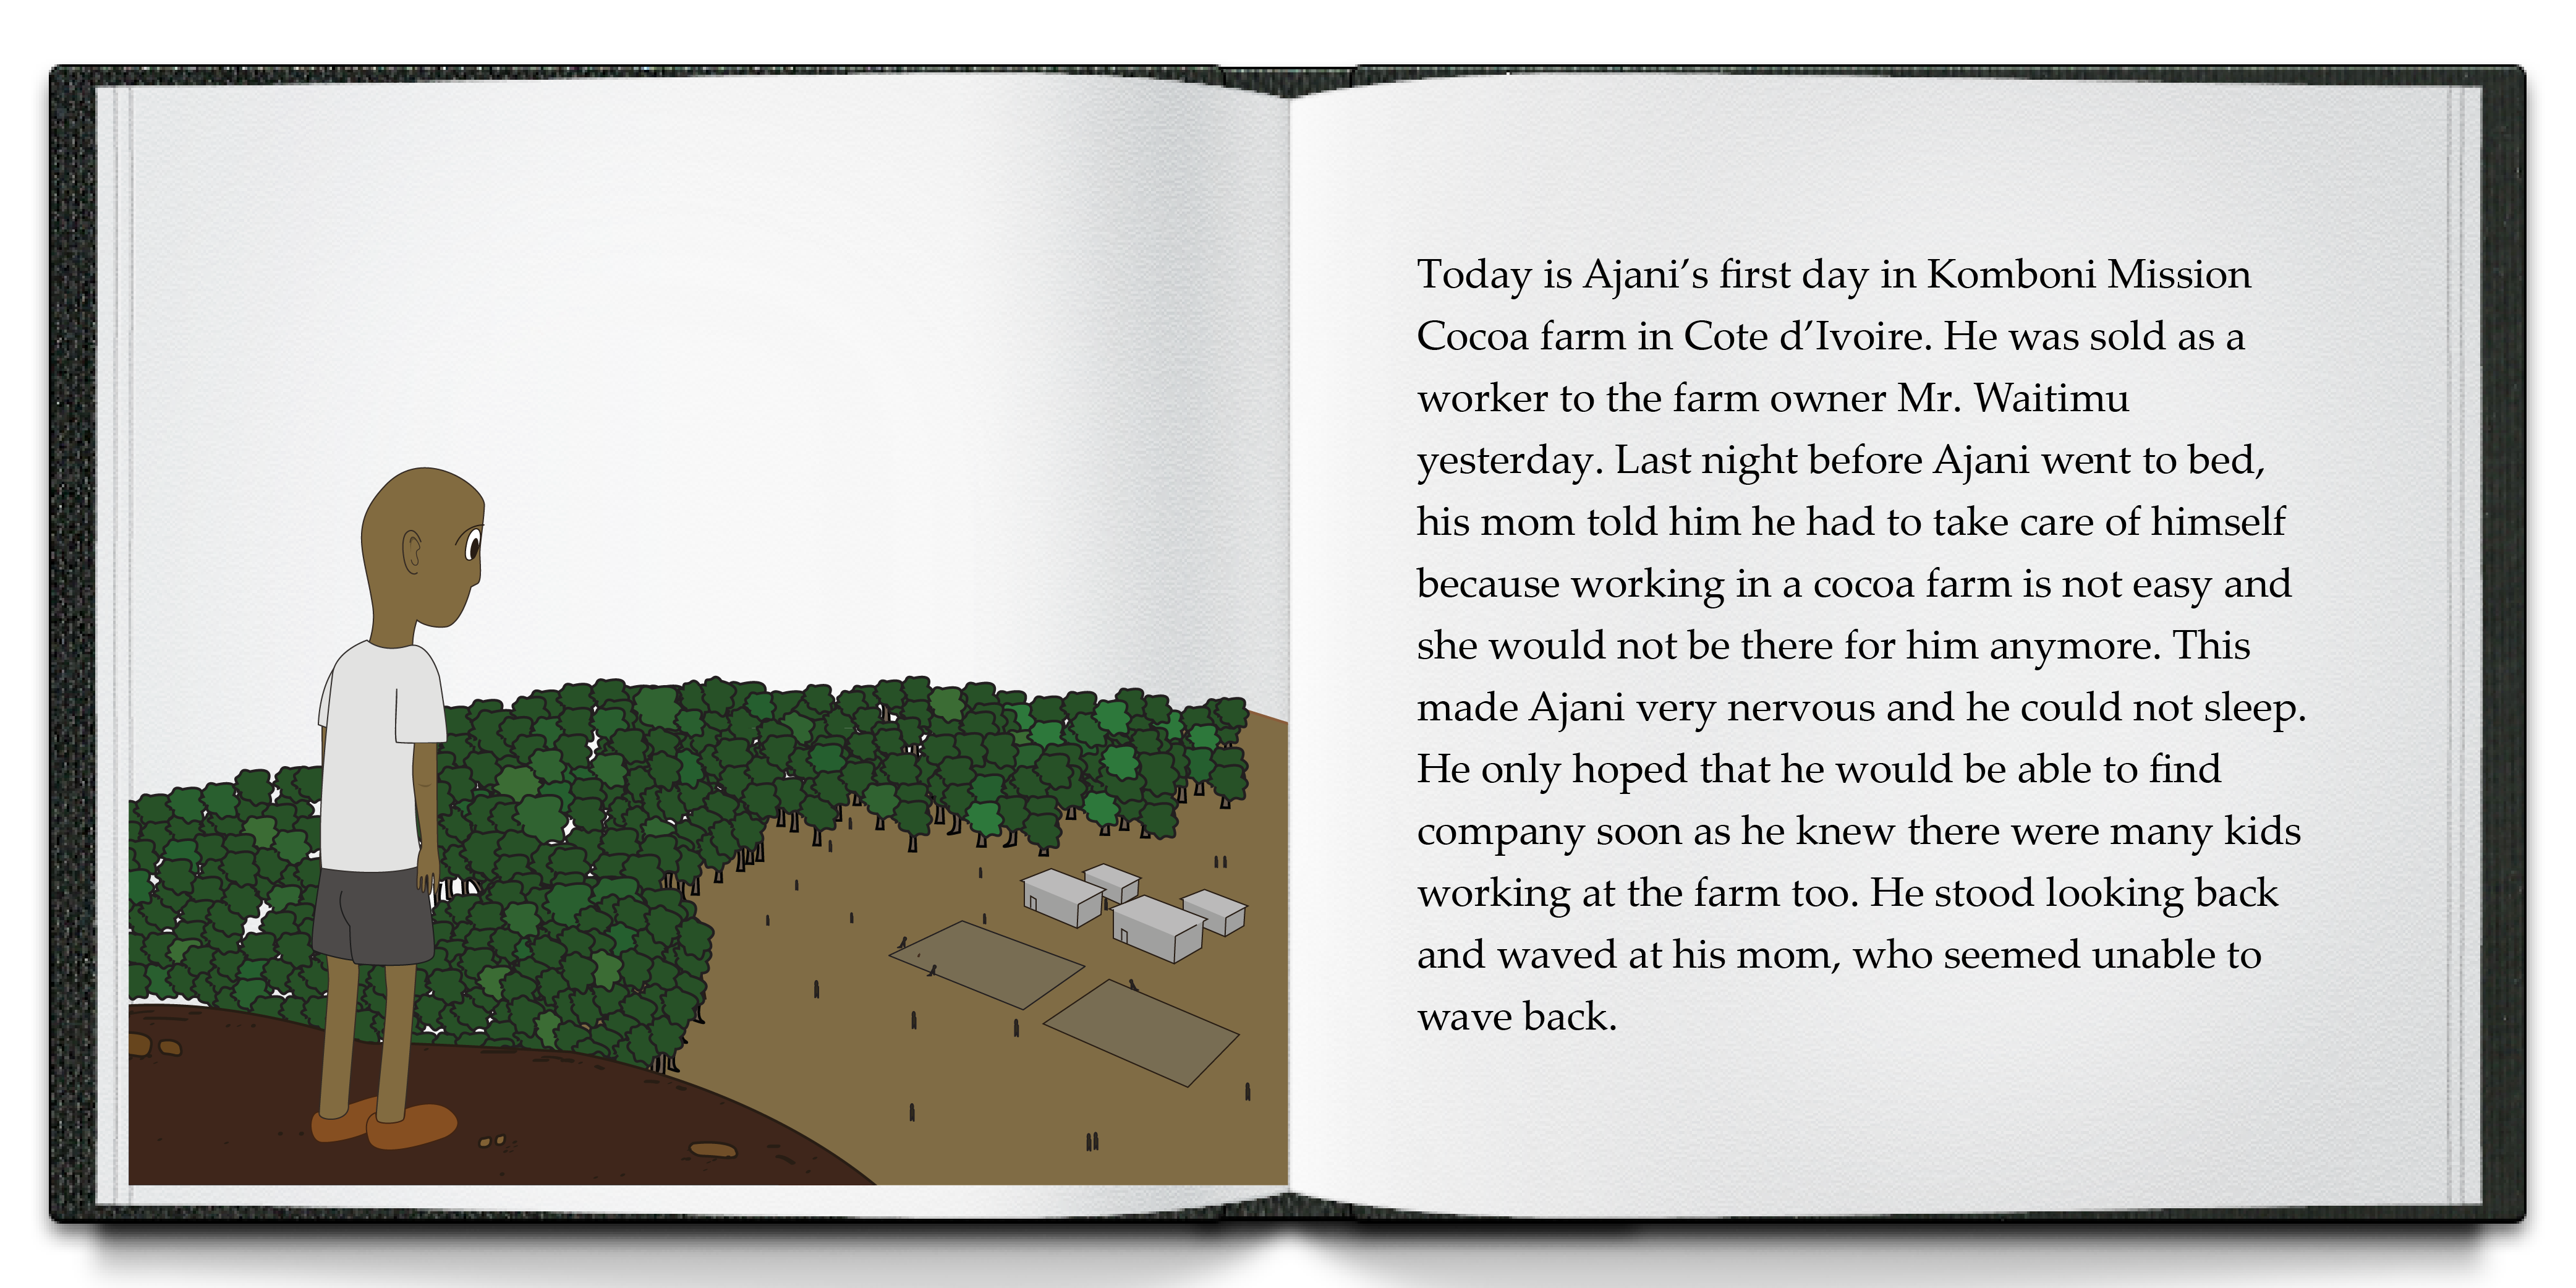 Today is Ajani’s first day in Komboni Mission
Cocoa farm in Cote d’Ivoire. He was sold as a
worker to the farm owner Mr. Waitimu
yesterday. Last night before Ajani went to bed,
his mom told him he had to take care of himself
because working in a cocoa farm is not easy and
she would not be there for him anymore. This
made Ajani very nervous and he could not sleep.
He only hoped that he would be able to find
company soon as he knew there were many kids
working at the farm too. He stood looking back
and waved at his mom, who seemed unable to
wave back.